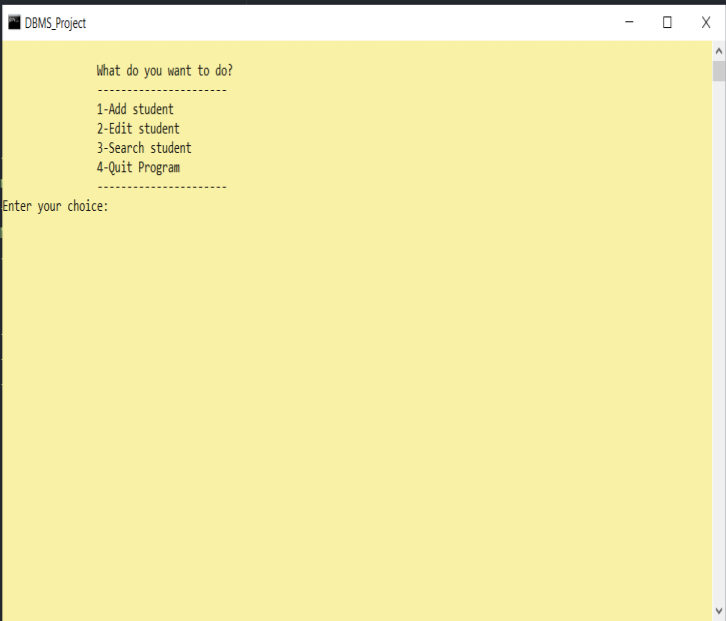 DBMS_Project
What do you want to do?
----------------------
1-Add student
2-Edit student
3-Search student
4-Quit Program
----------------------
Enter your choice: